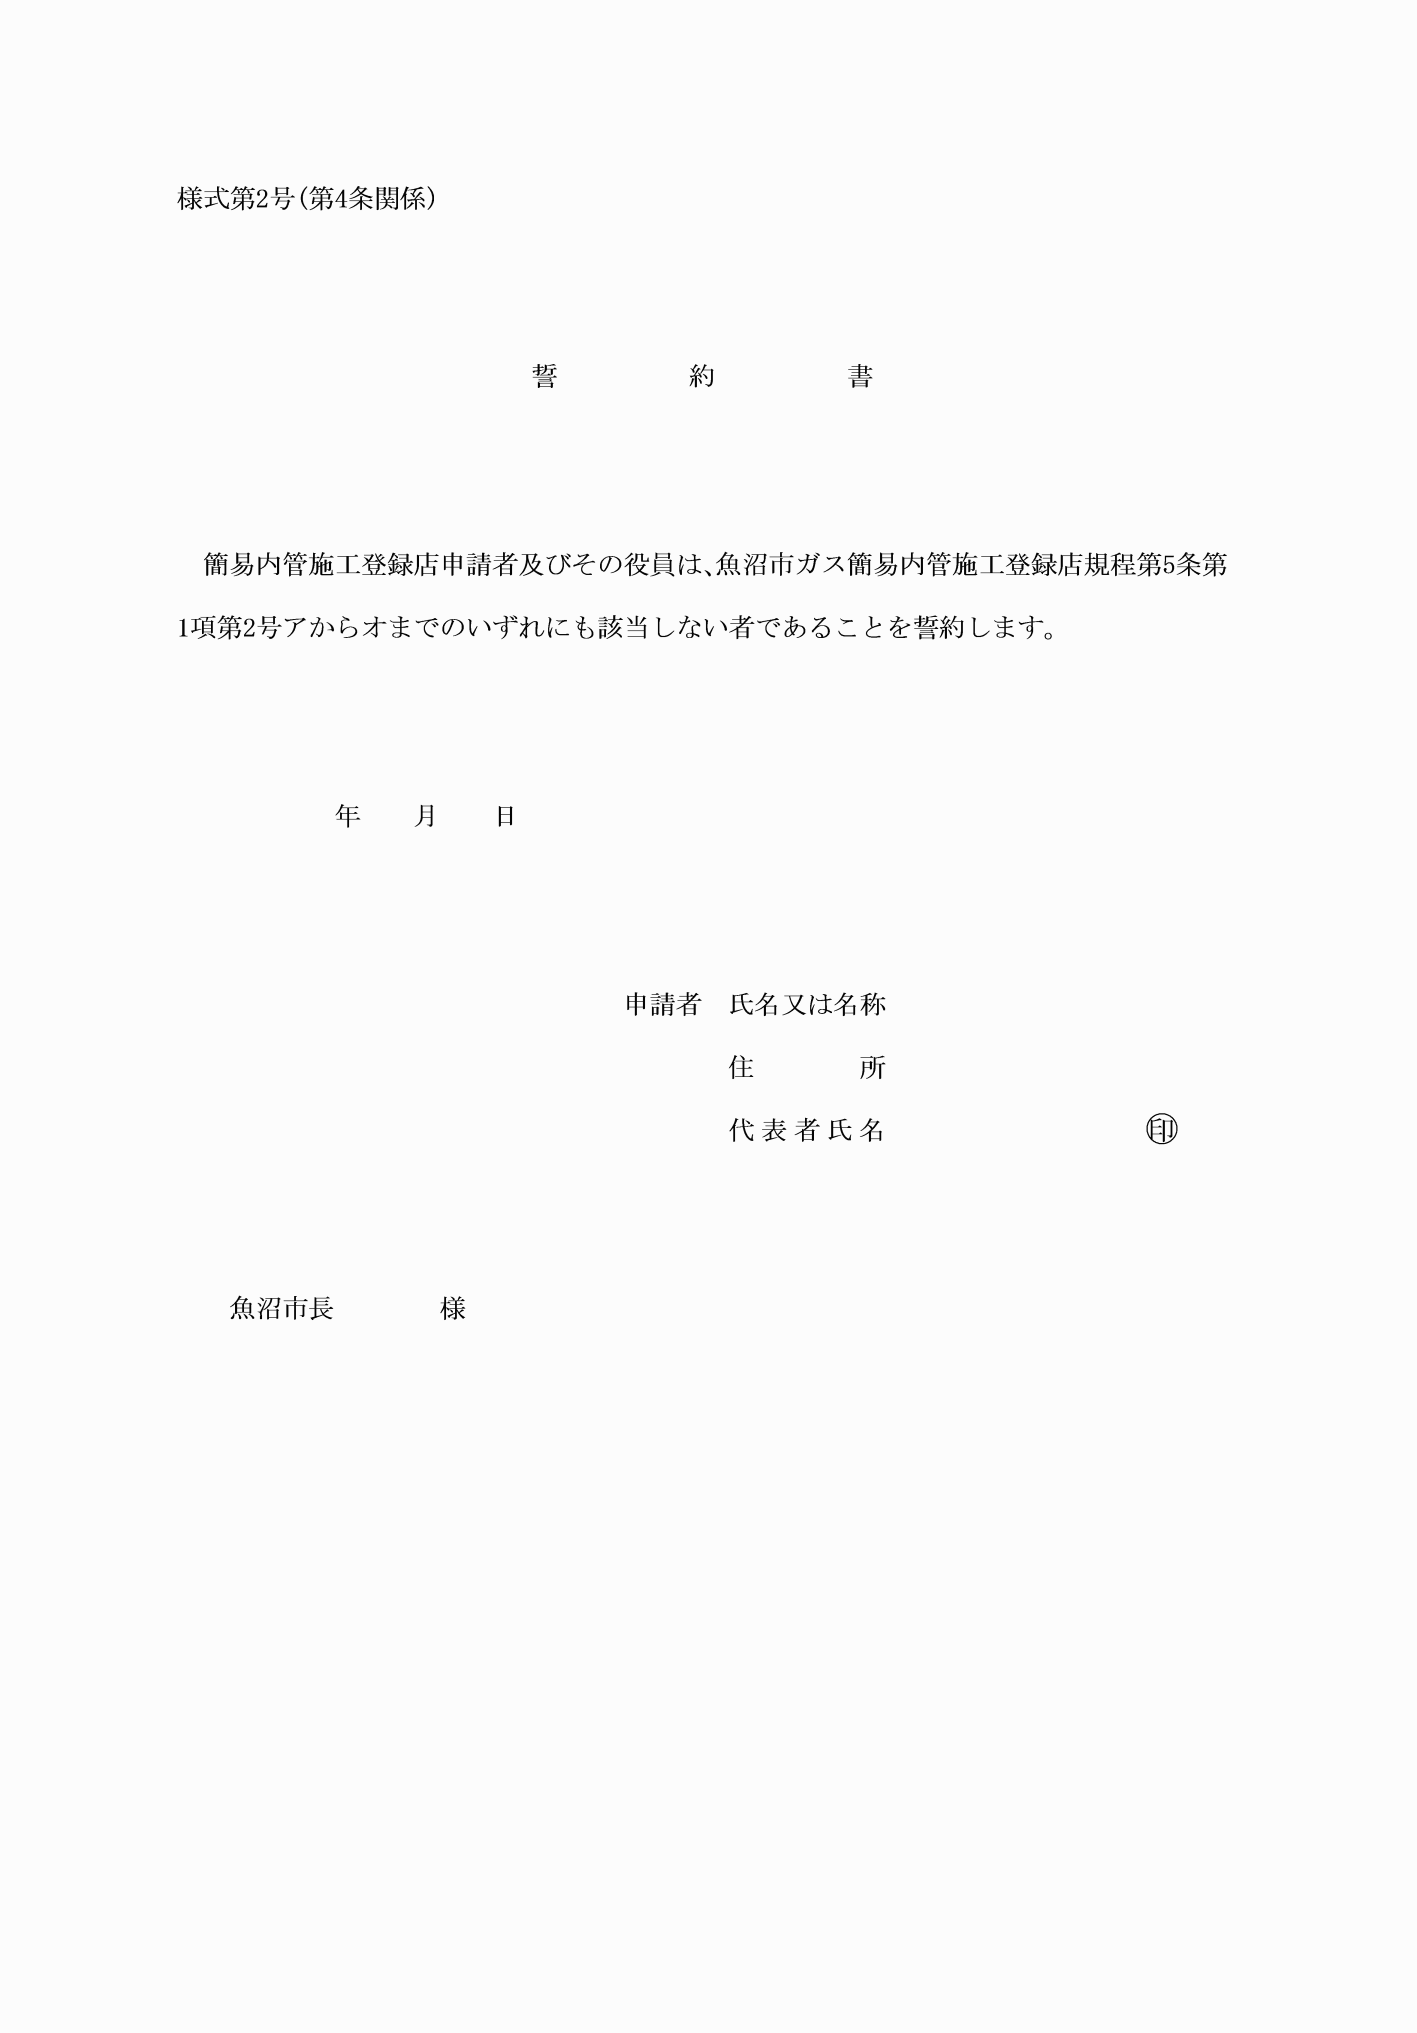 様式第2号(第4条関係)
誓　　　　　約　　　　　書
　簡易内管施工登録店申請者及びその役員は、魚沼市ガス簡易内管施工登録店規程第5条第
1項第2号アからオまでのいずれにも該当しない者であることを誓約します。
年　　月　　日
申請者　氏名又は名称
住　　　　所
代表者氏名　　　　　　　　　　㊞
魚沼市長　　　　様